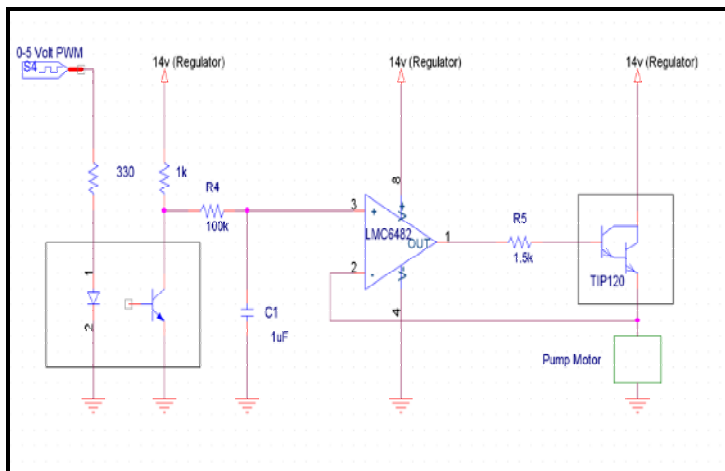 0-5 Volt PWM
S4
14v (Regulator)
14v (Regulator)
14v (Regulator)
330
1k
R4
100k
8
V+
3
+
LMC6482
OUT
1
2
-
V-
4
R5
1.5k
TIP120
1
2
C1
1uF
Pump Motor